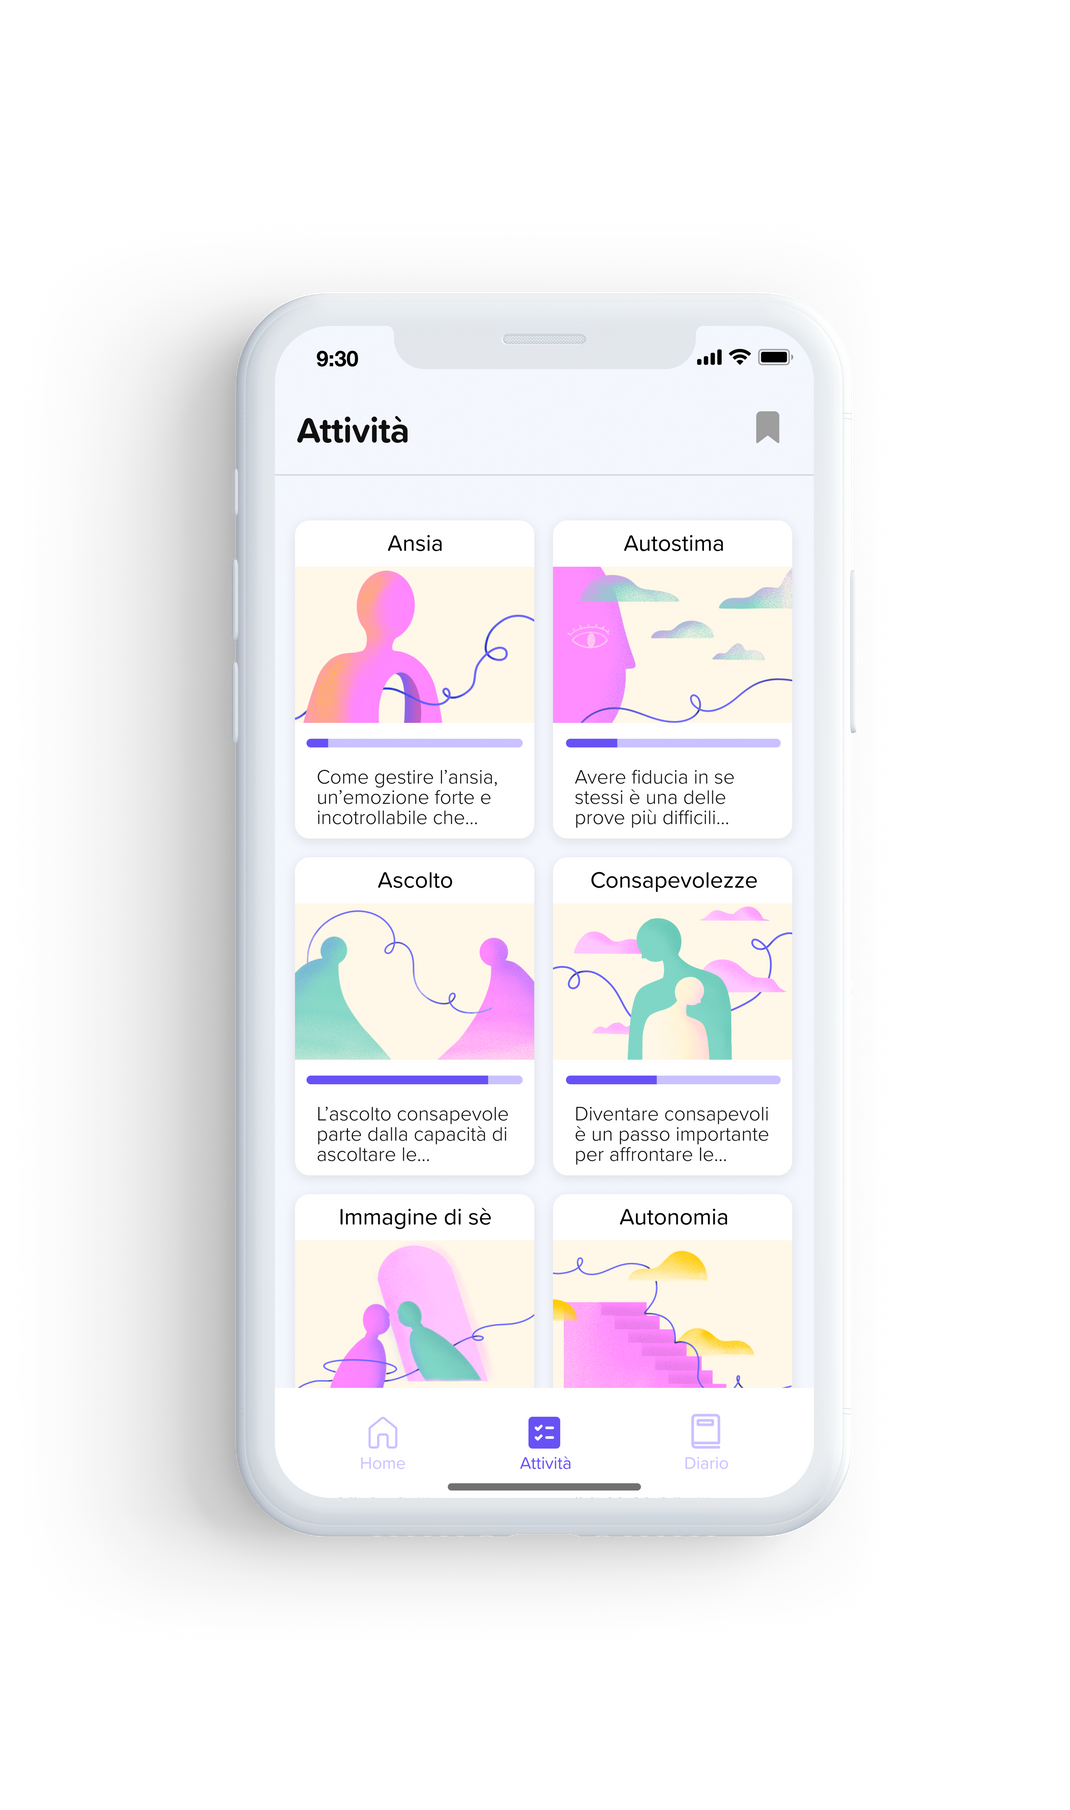 9:30
Attività
Ansia
Come gestire l'ansia,
un'emozione forte e
incotrollabile che...
Autostima
Avere fiducia in se
stessi è una delle
prove più difficili...
Ascolto
L'ascolto consapevole
parte dalla capacità di
ascoltare le...
Consapevolezze
Diventare consapevoli
è un passo importante
per affrontare le...
Immagine di sè
Autonomia
Home
Attività
Diario